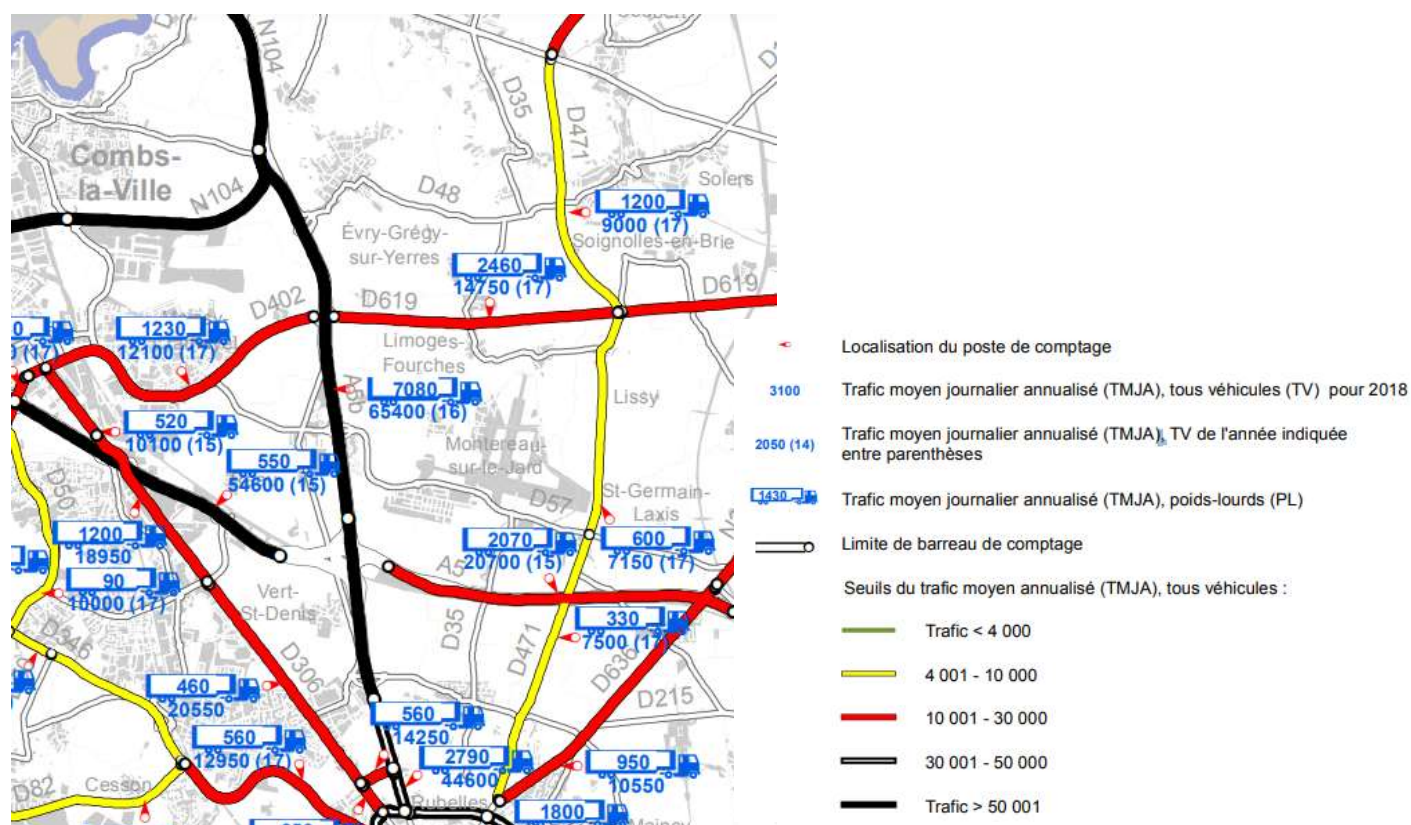 N104
D35
D471
Combs-
la-Ville
N104
D48
Solers
1200
9000 (17)
Évry-Grégy-
sur-Yerres
Soignolles-en-Brie
2460
14750 (17)
D402
D619
D619
1230
12100 (17)
Limoges-
Fourches
A5b
7080
65400 (16)
Lissy
520
10100 (15)
Montereau-
sur-le-Jard
550
54600 (15)
D50
D57
St-Germain-
Laxis
1200
18950
2070
20700 (15)
600
7150 (17)
90
10000 (17)
A5
Vert-
St-Denis
D35
330
7500 (17)
D346
D306
D471
D636
D215
460
20550
560
14250
560
12950 (17)
2790
44600
950
10550
D82
Cesson
Rubelles
1800
Localisation du poste de comptage
3100 Trafic moyen journalier annualisé (TMJA), tous véhicules (TV) pour 2018
2050 (14) Trafic moyen journalier annualisé (TMJA), TV de l'année indiquée
entre parenthèses
1430 Trafic moyen journalier annualisé (TMJA), poids-lourds (PL)
Limite de barreau de comptage
Seuils du trafic moyen annualisé (TMJA), tous véhicules :
Trafic < 4 000
4 001 - 10 000
10 001 - 30 000
30 001 - 50 000
Trafic > 50 001